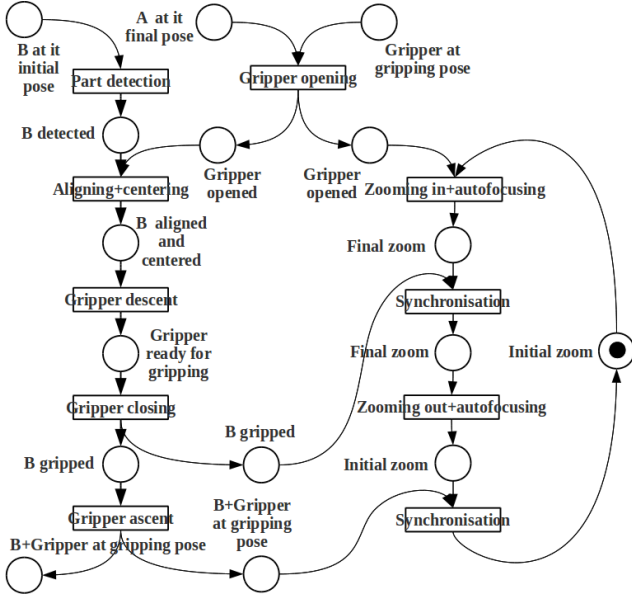 A at it
final pose
B at it
initial
pose
Gripper at
gripping pose
Part detection
Gripper opening
B detected
Gripper
opened
Gripper
opened
Aligning+centering
Zooming in+autofocusing
B aligned
and
centered
Final zoom
Gripper descent
Synchronisation
Gripper
ready for
gripping
Final zoom
Initial zoom
Gripper closing
Zooming out+autofocusing
B gripped
B gripped
Initial zoom
B+Gripper
at gripping
pose
Gripper ascent
Synchronisation
B+Gripper at gripping pose